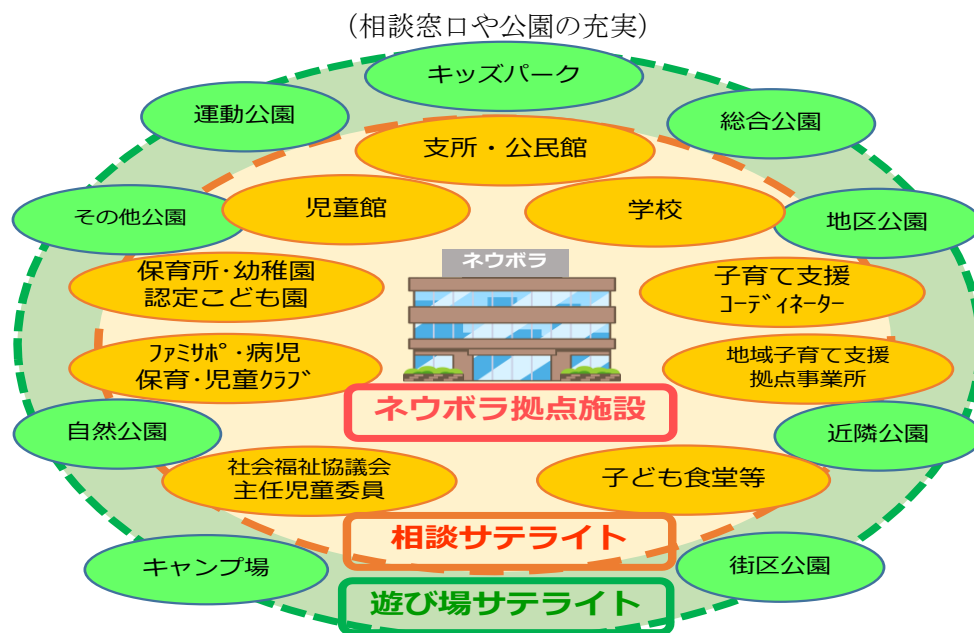 （相談窓口や公園の充実）
キッズパーク
運動公園
総合公園
支所・公民館
児童館
学校
その他公園
地区公園
ネウボラ
保育所・幼稚園
認定こども園
子育て支援
ｺｰﾃﾞｨﾈｰﾀｰ
ﾌｧﾐｻﾎﾟ・病児
保育・児童ｸﾗﾌﾞ
地域子育て支援
拠点事業所
ネウボラ拠点施設
自然公園
近隣公園
社会福祉協議会
主任児童委員
子ども食堂等
相談サテライト
キャンプ場
街区公園
遊び場サテライト